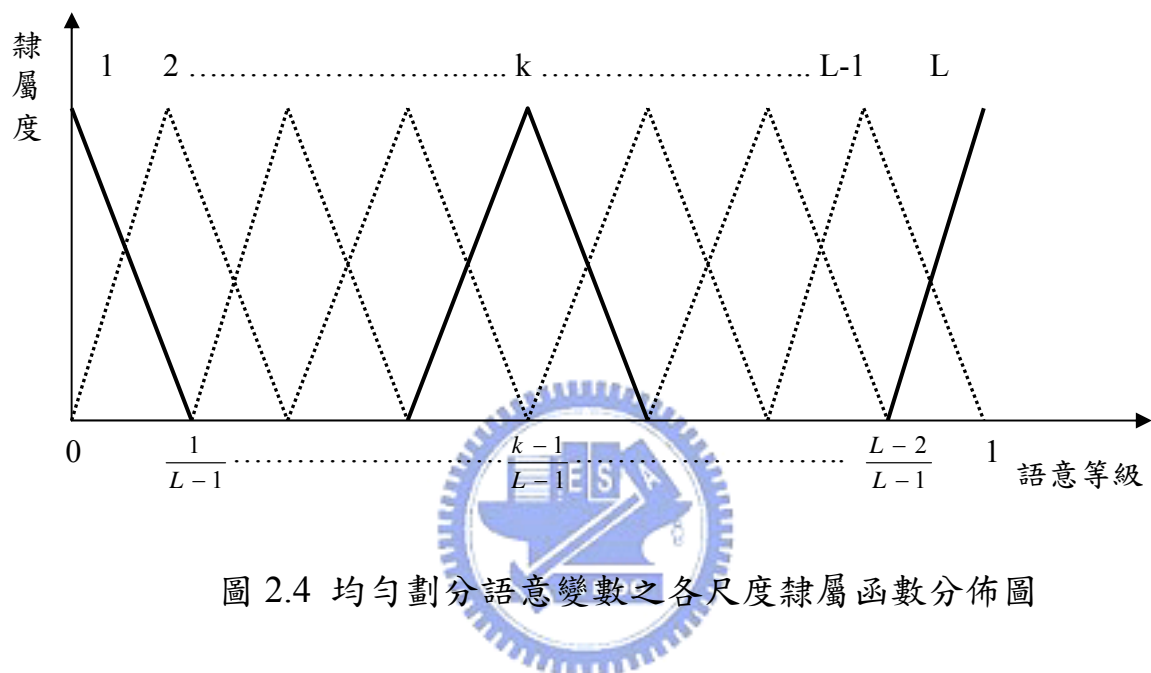 隸屬度
1 2 ................................ k ........................... L-1 L
0 1/(L − 1) .......................... (k − 1)/(L − 1) .......................... (L − 2)/(L − 1) 1 語意等級
ES
A
圖 2.4 均勻劃分語意變數之各尺度隸屬函數分佈圖